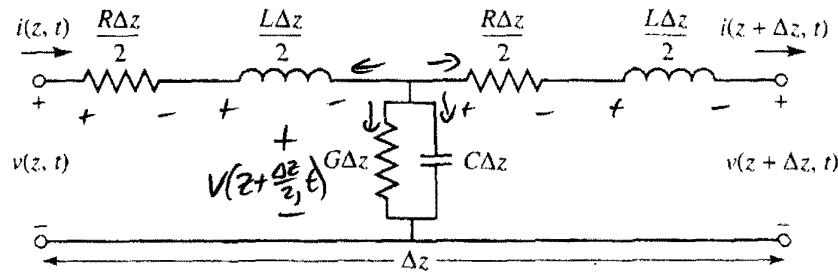 i(z, t) RΔz/2 LΔz/2 RΔz/2 LΔz/2 i(z + Δz, t)
+ + - + - + - + - +
+
v(z, t) V(z+Δz/2, t) GΔz CΔz v(z + Δz, t)
-
- -
Δz